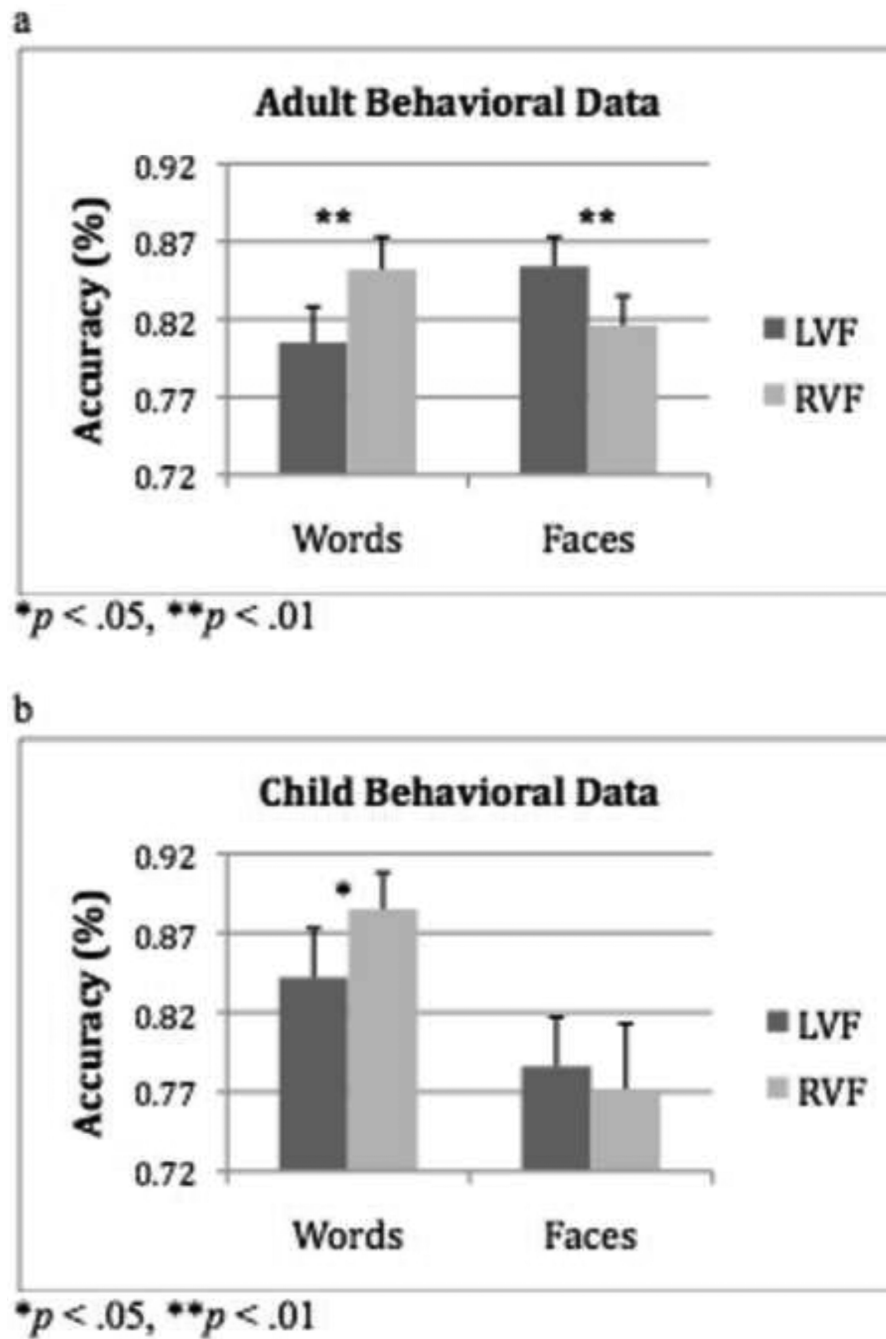 a
Adult Behavioral Data
Accuracy (%)
0.92
0.87
0.82
0.77
0.72
**
**
Words Faces
LVF
RVF
*p < .05, **p < .01
b
Child Behavioral Data
Accuracy (%)
0.92
0.87
0.82
0.77
0.72
*
Words Faces
LVF
RVF
*p < .05, **p < .01